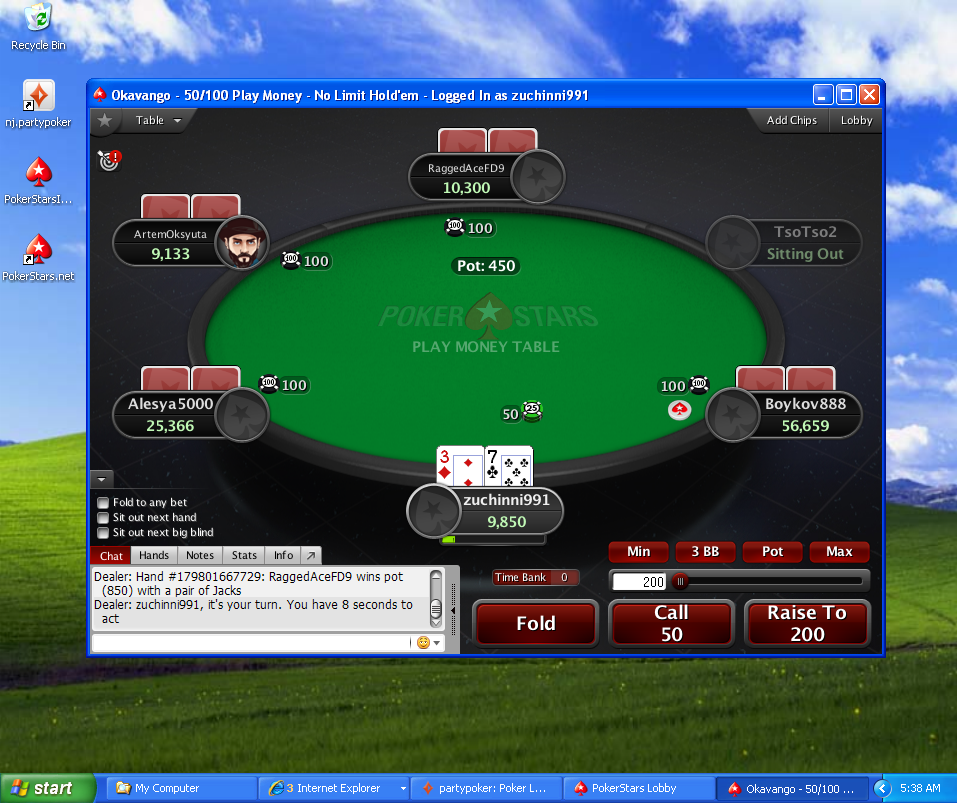 Recycle Bin
nj.partypoker
PokerStarsI...
PokerStars.net
Okavango - 50/100 Play Money - No Limit Hold'em - Logged In as zuchinni991
Table
Add Chips
Lobby
RaggedAceFD9
10,300
ArtemOksyuta
9,133
TsoTso2
Sitting Out
100
100
Pot: 450
POKER STARS
PLAY MONEY TABLE
Alesya5000
25,366
100
100
50
Boykov888
56,659
3
7
zuchinni991
9,850
Fold to any bet
Sit out next hand
Sit out next big blind
Chat
Hands
Notes
Stats
Info
Min
3 BB
Pot
Max
Dealer: Hand #179801667729: RaggedAceFD9 wins pot
(850) with a pair of Jacks
Dealer: zuchinni991, it's your turn. You have 8 seconds to
act
Time Bank 0
200
Fold
Call
50
Raise To
200
start
My Computer
3 Internet Explorer
partypoker: Poker L...
PokerStars Lobby
Okavango - 50/100 ...
5:38 AM